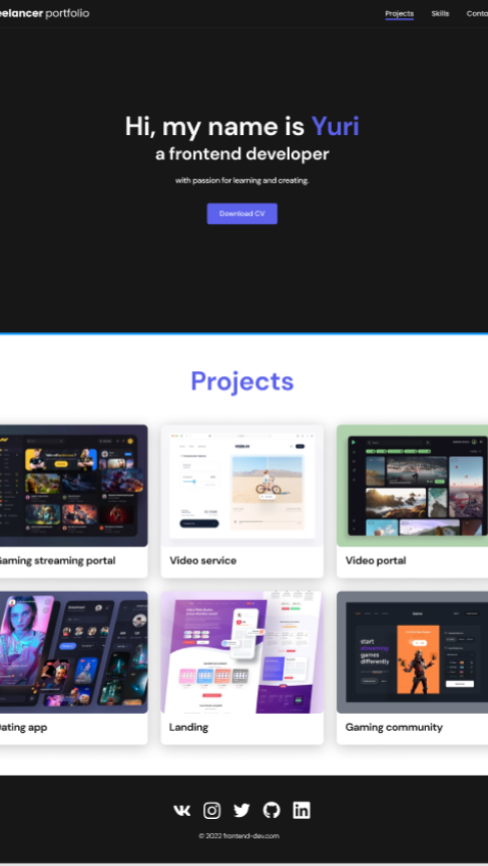 eelancer portfolio
Projects Skills Conta
Hi, my name is Yuri
a frontend developer
with passion for learning and creating.
Download CV
Projects
Gaming streaming portal
Video service
Video portal
start
streaming
games
differently
ating app
Landing
Gaming community
© 2022 frontend-dev.com